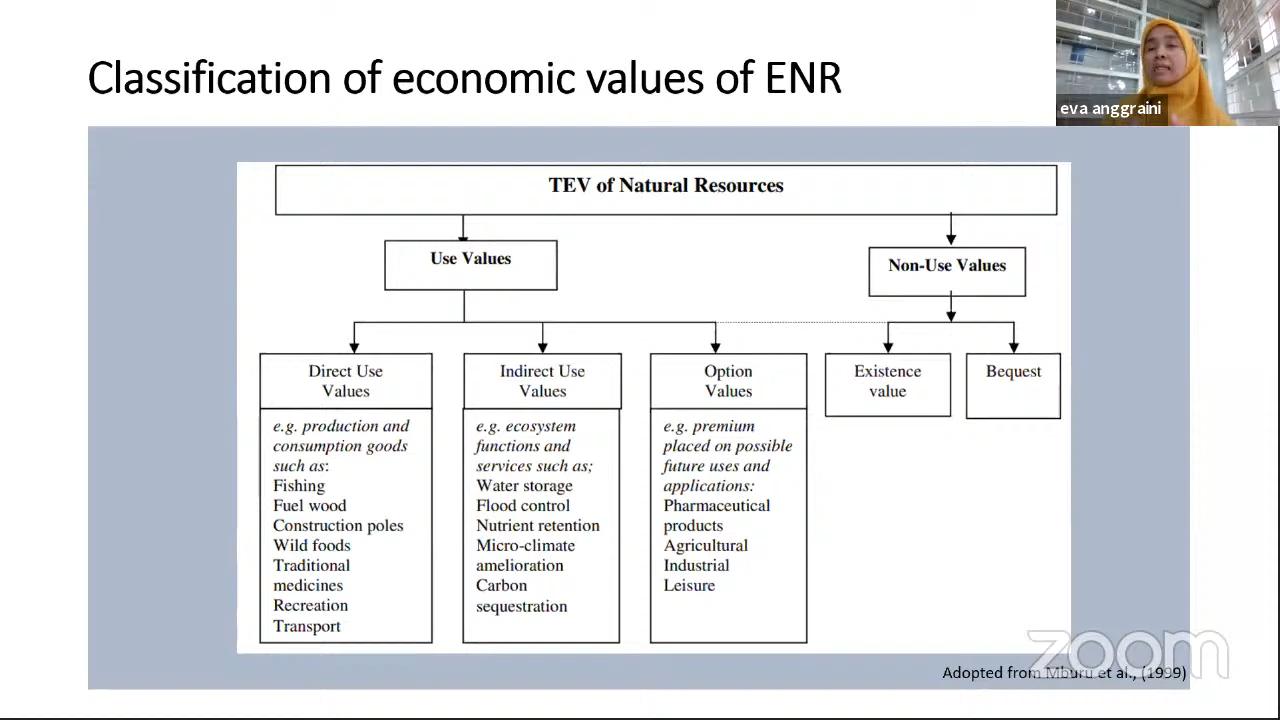 Classification of economic values of ENR
eva anggraini
TEV of Natural Resources
Use Values
Non-Use Values
Direct Use
Values
e.g. production and
consumption goods
such as:
Fishing
Fuel wood
Construction poles
Wild foods
Traditional
medicines
Recreation
Transport
Indirect Use
Values
e.g. ecosystem
functions and
services such as;
Water storage
Flood control
Nutrient retention
Micro-climate
amelioration
Carbon
sequestration
Option
Values
e.g. premium
placed on possible
future uses and
applications:
Pharmaceutical
products
Agricultural
Industrial
Leisure
Existence
value
Bequest
zoom
Adopted from Mburu et al., (1999)